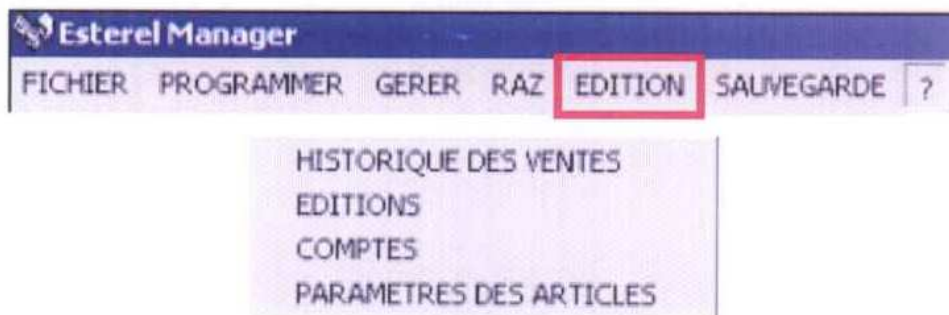 Esterel Manager
FICHIER PROGRAMMER GERER RAZ EDITION SAUVEGARDE ?
HISTORIQUE DES VENTES
EDITIONS
COMPTES
PARAMETRES DES ARTICLES